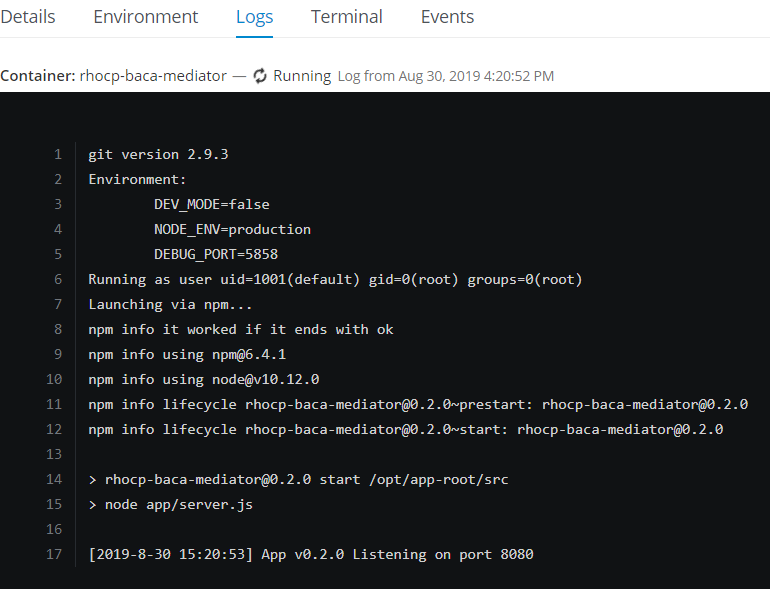 Details Environment Logs Terminal Events
Container: rhocp-baca-mediator — Running Log from Aug 30, 2019 4:20:52 PM
1 git version 2.9.3
2 Environment:
3 DEV_MODE=false
4 NODE_ENV=production
5 DEBUG_PORT=5858
6 Running as user uid=1001(default) gid=0(root) groups=0(root)
7 Launching via npm...
8 npm info it worked if it ends with ok
9 npm info using npm@6.4.1
10 npm info using node@v10.12.0
11 npm info lifecycle rhocp-baca-mediator@0.2.0~prestart: rhocp-baca-mediator@0.2.0
12 npm info lifecycle rhocp-baca-mediator@0.2.0~start: rhocp-baca-mediator@0.2.0
13
14 > rhocp-baca-mediator@0.2.0 start /opt/app-root/src
15 > node app/server.js
16
17 [2019-8-30 15:20:53] App v0.2.0 Listening on port 8080